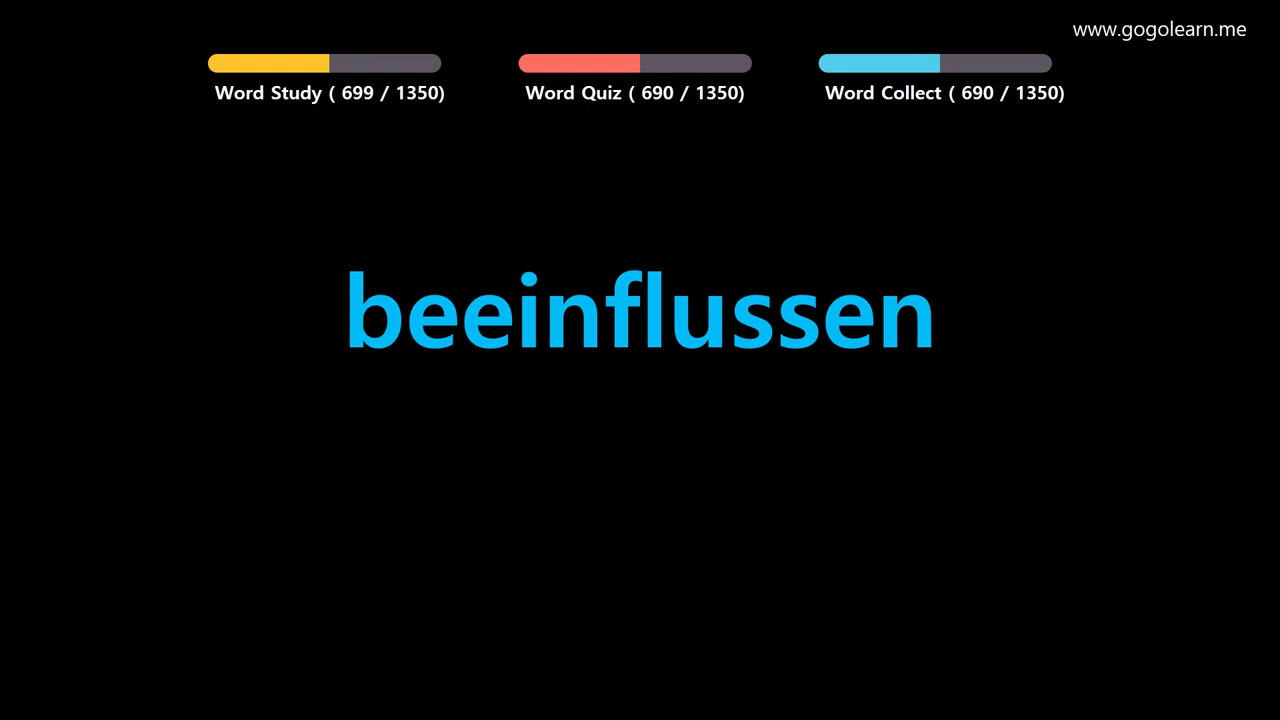 www.gogolearn.me
Word Study ( 699 / 1350)
Word Quiz ( 690 / 1350)
Word Collect ( 690 / 1350)
beeinflussen